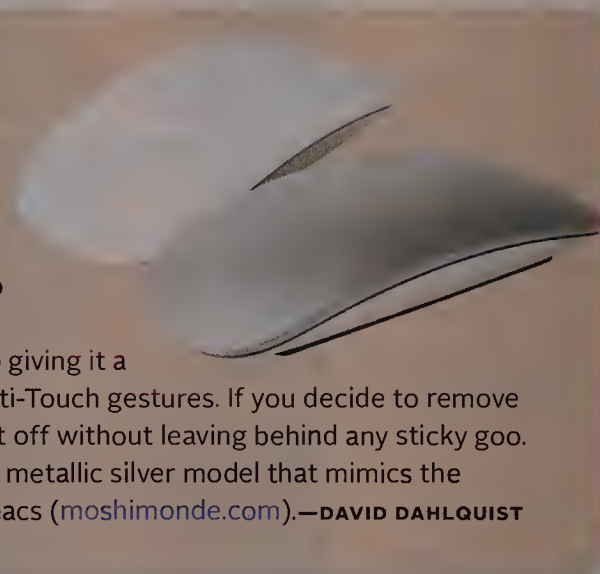 giving it a
ti-Touch gestures. If you decide to remove
t off without leaving behind any sticky goo.
metallic silver model that mimics the
acs (moshimonde.com).—DAVID DAHLQUIST